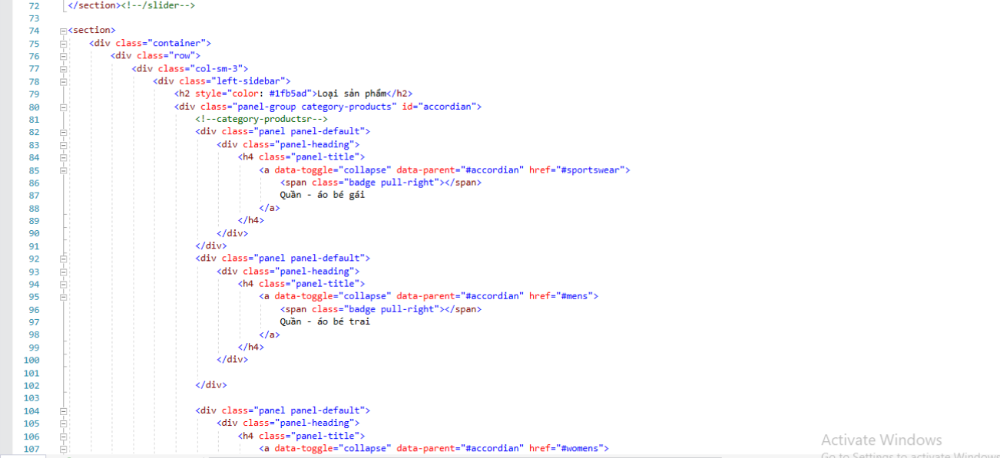 72 </section><!--/slider-->
73
74 <section>
75 <div class="container">
76 <div class="row">
77 <div class="col-sm-3">
78 <div class="left-sidebar">
79 <h2 style="color: #1fb5ad">Loại sản phẩm</h2>
80 <div class="panel-group category-products" id="accordian">
81 <!--category-productsr-->
82 <div class="panel panel-default">
83 <div class="panel-heading">
84 <h4 class="panel-title">
85 <a data-toggle="collapse" data-parent="#accordian" href="#sportswear">
86 <span class="badge pull-right"></span>
87 Quần - áo bé gái
88 </a>
89 </h4>
90 </div>
91 </div>
92 <div class="panel panel-default">
93 <div class="panel-heading">
94 <h4 class="panel-title">
95 <a data-toggle="collapse" data-parent="#accordian" href="#mens">
96 <span class="badge pull-right"></span>
97 Quần - áo bé trai
98 </a>
99 </h4>
100 </div>
101
102 </div>
103
104 <div class="panel panel-default">
105 <div class="panel-heading">
106 <h4 class="panel-title">
107 <a data-toggle="collapse" data-parent="#accordian" href="#womens">
Activate Windows
Go to Settings to activate Windows